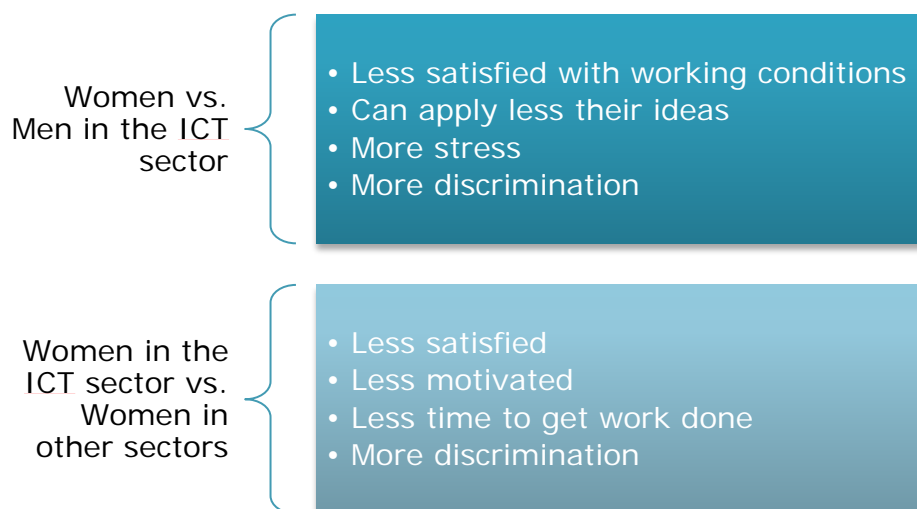 Women vs.
Men in the ICT
sector
• Less satisfied with working conditions
• Can apply less their ideas
• More stress
• More discrimination
Women in the
ICT sector vs.
Women in
other sectors
• Less satisfied
• Less motivated
• Less time to get work done
• More discrimination